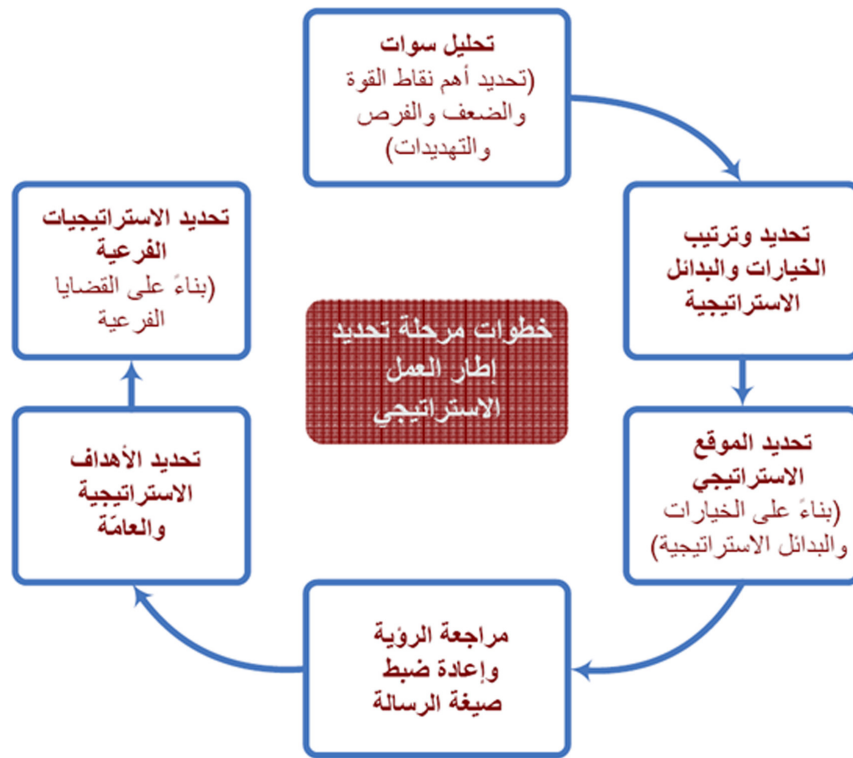 تحليل سوات
(تحديد أهم نقاط القوة
والضعف والفرص
والتهديدات)
تحديد وترتيب
الخيارات والبدائل
الاستراتيجية
تحديد الموقع
الاستراتيجي
(بناءً على الخيارات
والبدائل الاستراتيجية)
مراجعة الرؤية
وإعادة ضبط
صيغة الرسالة
تحديد الأهداف
الاستراتيجية
والعامّة
تحديد الاستراتيجيات
الفرعية
(بناءً على القضايا
الفرعية
خطوات مرحلة تحديد
إطار العمل
الاستراتيجي